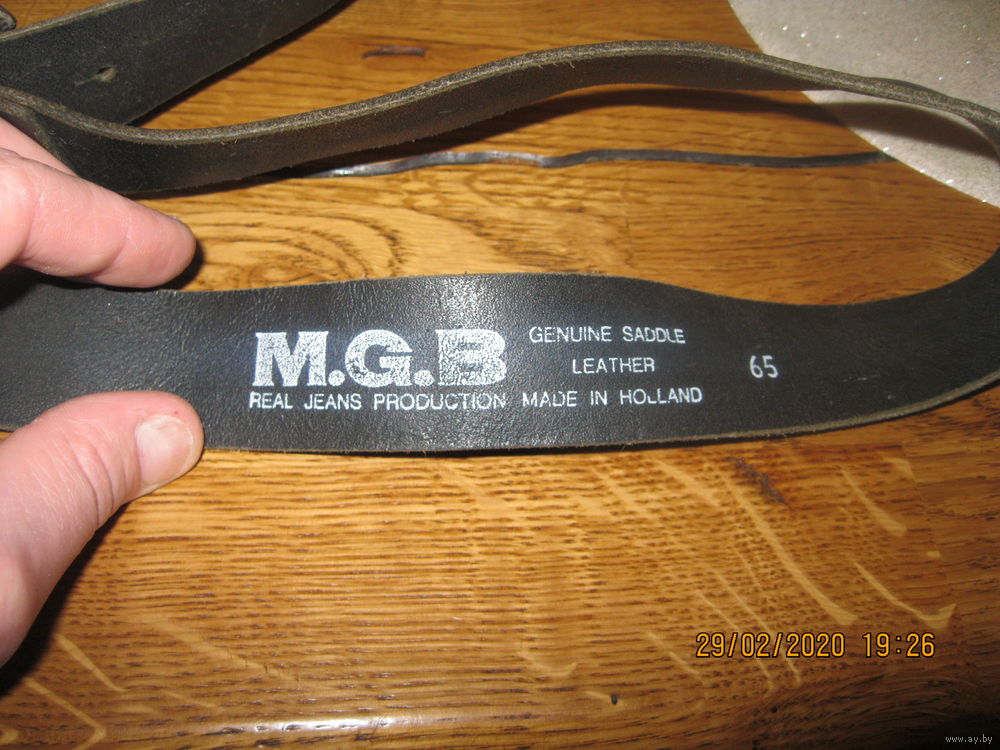 M.G.B
GENUINE SADDLE
LEATHER
REAL JEANS PRODUCTION MADE IN HOLLAND
65
29/02/2020 19:26
www.ay.by